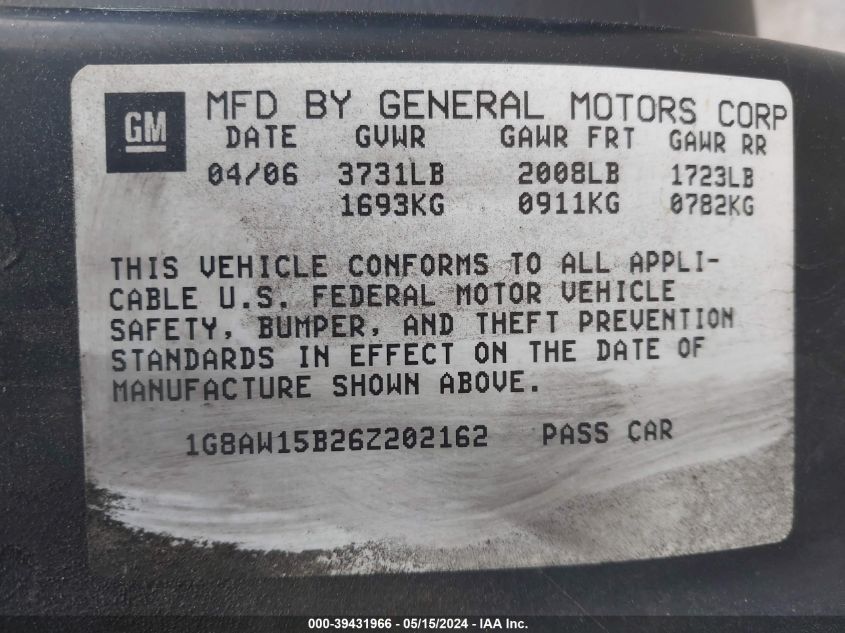 GM MFD BY GENERAL MOTORS CORP
DATE GVWR GAWR FRT GAWR RR
04/06 3731LB 2008LB 1723LB
1693KG 0911KG 0782KG
THIS VEHICLE CONFORMS TO ALL APPLI-
CABLE U.S. FEDERAL MOTOR VEHICLE
SAFETY, BUMPER, AND THEFT PREVENTION
STANDARDS IN EFFECT ON THE DATE OF
MANUFACTURE SHOWN ABOVE.
1G8AW15B26Z202162 PASS CAR
000-39431966 - 05/15/2024 - IAA Inc.